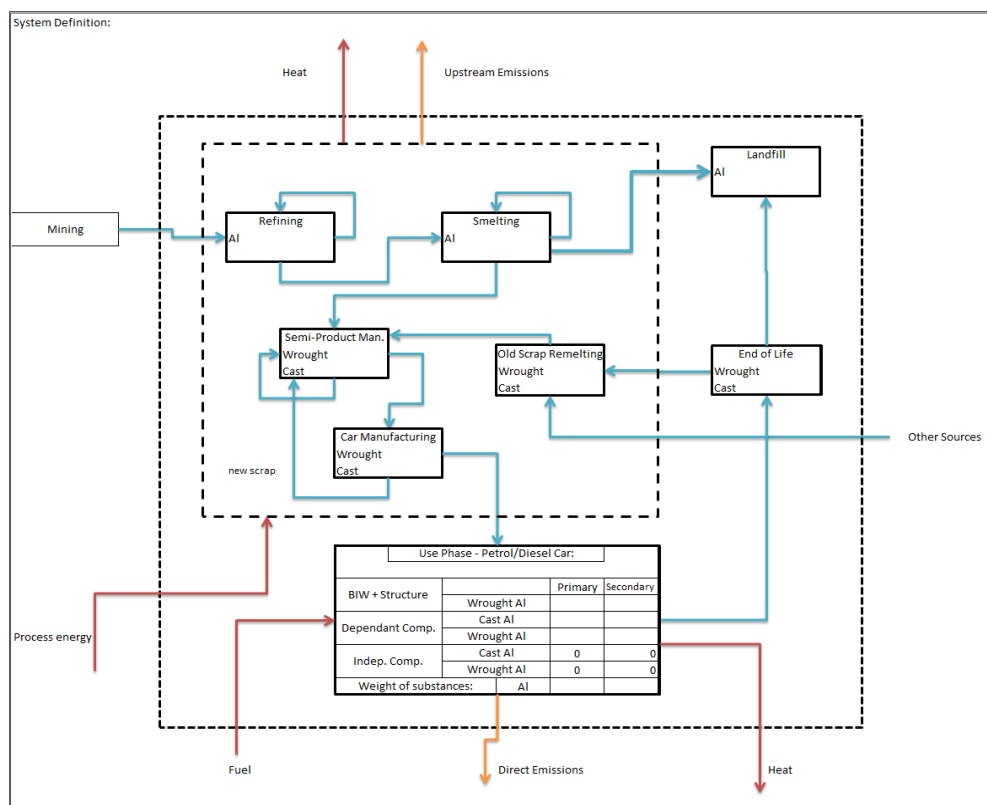 System Definition:
Heat
Upstream Emissions
Landfill
Al
Mining
Refining
Al
Smelting
Al
Semi-Product Man.
Wrought
Cast
Old Scrap Remelting
Wrought
Cast
End of Life
Wrought
Cast
Car Manufacturing
Wrought
Cast
Other Sources
new scrap
Use Phase - Petrol/Diesel Car:
BIW + Structure
Primary
Secondary
Wrought Al
Dependant Comp.
Cast Al
Wrought Al
Indep. Comp.
Cast Al 0 0
Wrought Al 0 0
Weight of substances: Al
Process energy
Fuel
Direct Emissions
Heat